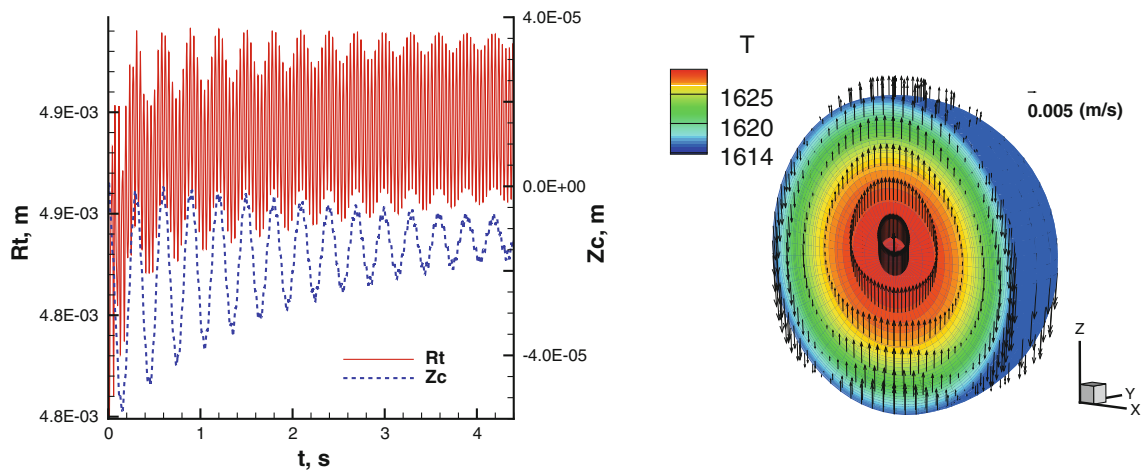 4.9E-03
4.9E-03
4.8E-03
4.8E-03
Rt, m
0
1
2
3
4
t, s
4.0E-05
0.0E+00
-4.0E-05
Zc, m
Rt
Zc
T
1625
1620
1614
0.005 (m/s)
Z
Y
X